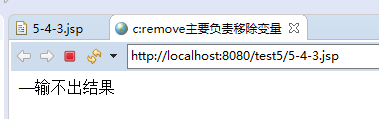 5-4-3.jsp
c:remove主要负责移除变量
http://localhost:8080/test5/5-4-3.jsp
一输不出结果